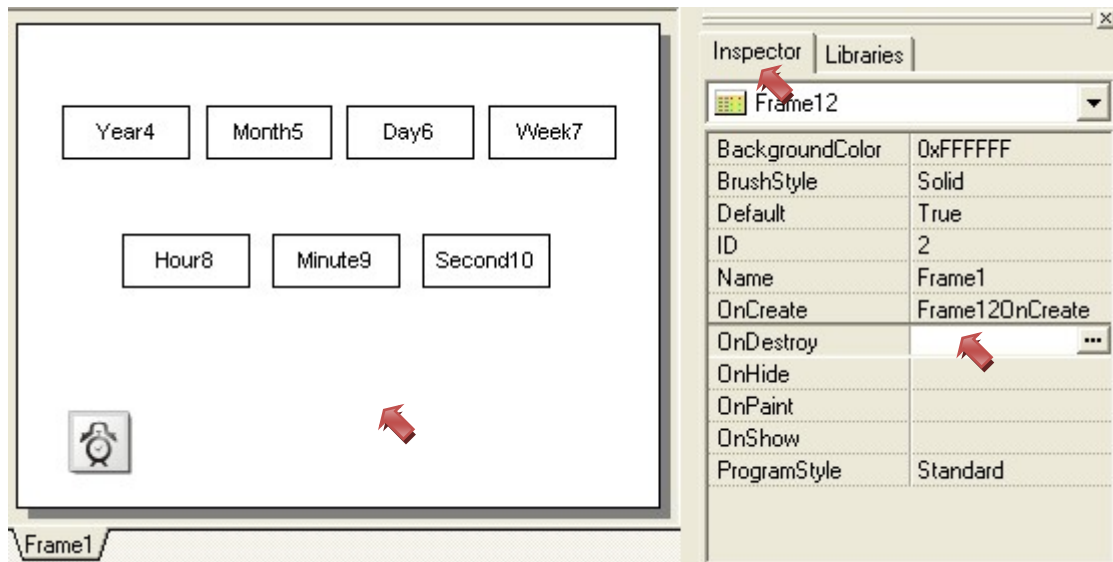 Year4 Month5 Day6 Week7
Hour8 Minute9 Second10
Frame1
Inspector Libraries
Frame12
BackgroundColor 0xFFFFFF
BrushStyle Solid
Default True
ID 2
Name Frame1
OnCreate Frame12OnCreate
OnDestroy ...
OnHide
OnPaint
OnShow
ProgramStyle Standard